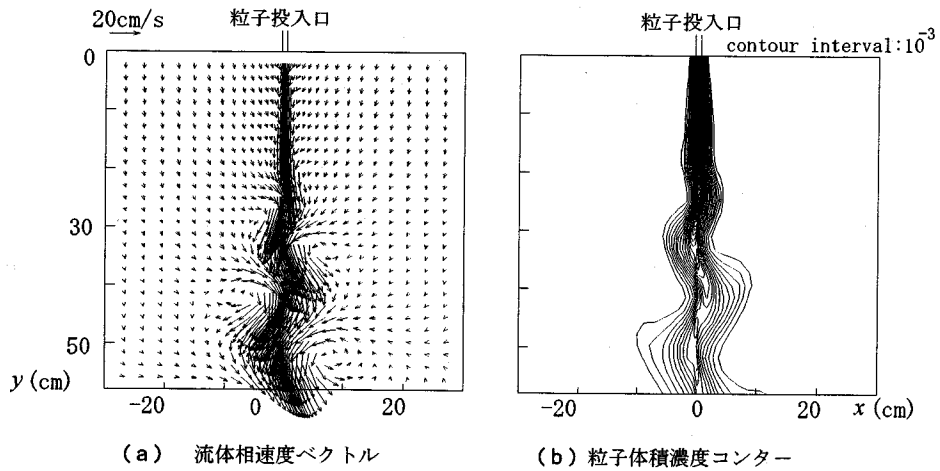 20cm/s
粒子投入口
0
30
50
y(cm)
-20
0
20
(a) 流体相速度ベクトル
粒子投入口
contour interval:10⁻³
-20
0
20
x(cm)
(b) 粒子体積濃度コンター